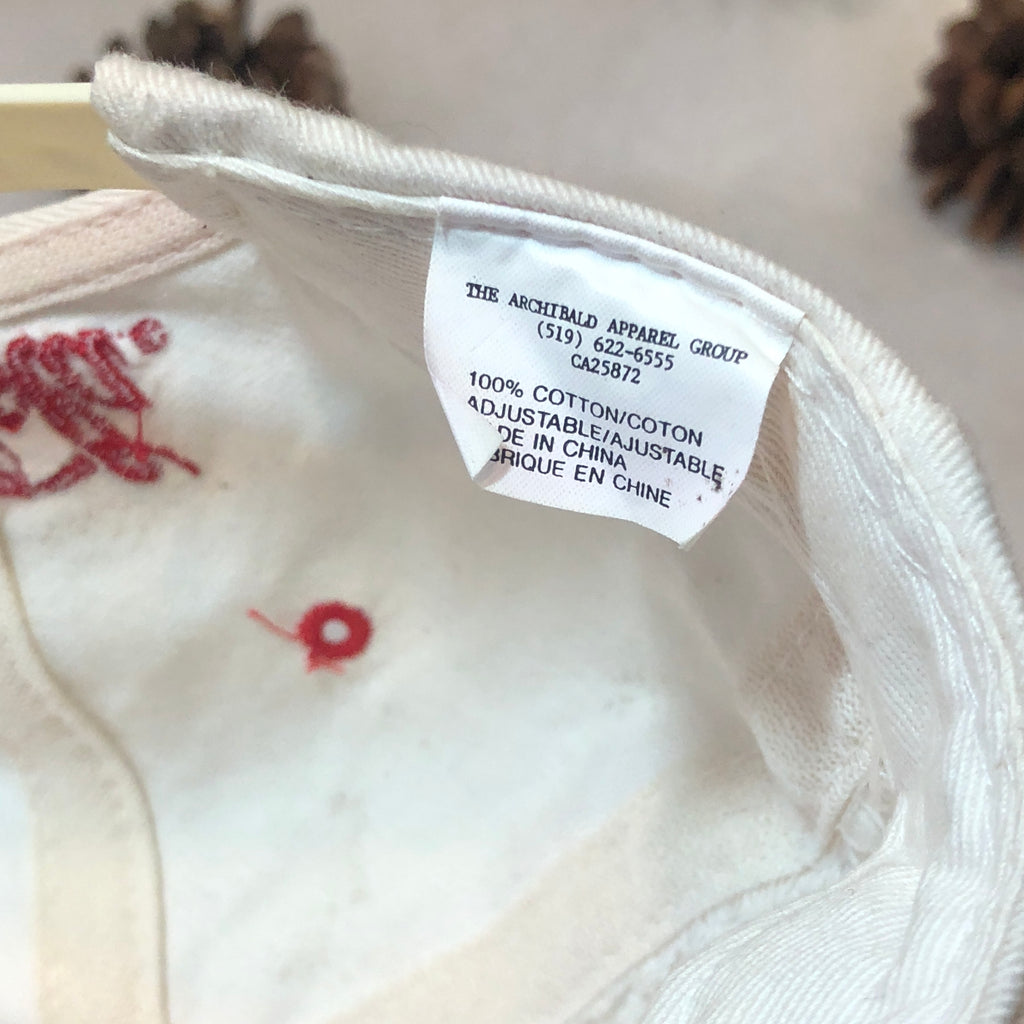 THE ARCHIBALD APPAREL GROUP
(519) 622-6555
CA25872
100% COTTON/COTON
ADJUSTABLE/AJUSTABLE
DE IN CHINA
BRIQUE EN CHINE